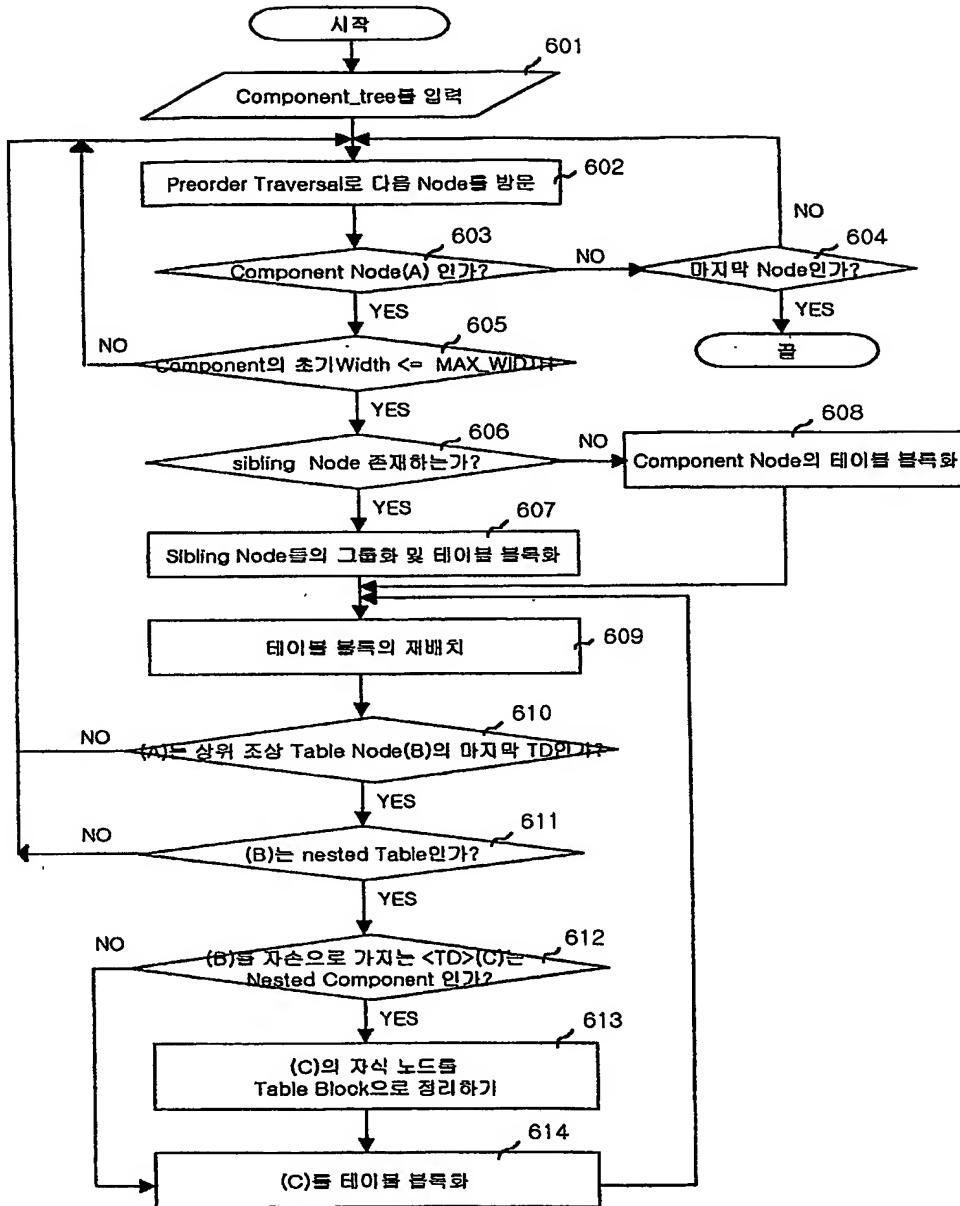 시작
601
Component_tree를 입력
Preorder Traversal로 다음 Node를 방문
602
NO
603
604
Component Node(A) 인가?
NO
마지막 Node인가?
YES
YES
605
NO
끝
Component의 초기Width <= MAX_WIDTH
YES
606
608
sibling Node 존재하는가?
NO
Component Node의 테이블 블록화
YES
607
Sibling Node들의 그룹화 및 테이블 블록화
테이블 블록의 재배치
609
610
NO
(A)는 상위 조상 Table Node(B)의 마지막 TD인가?
YES
611
NO
(B)는 nested Table인가?
YES
NO
612
(B)를 자손으로 가지는 <TD>(C)는
Nested Component 인가?
YES
613
(C)의 자식 노드를
Table Block으로 정리하기
614
(C)를 테이블 블록화